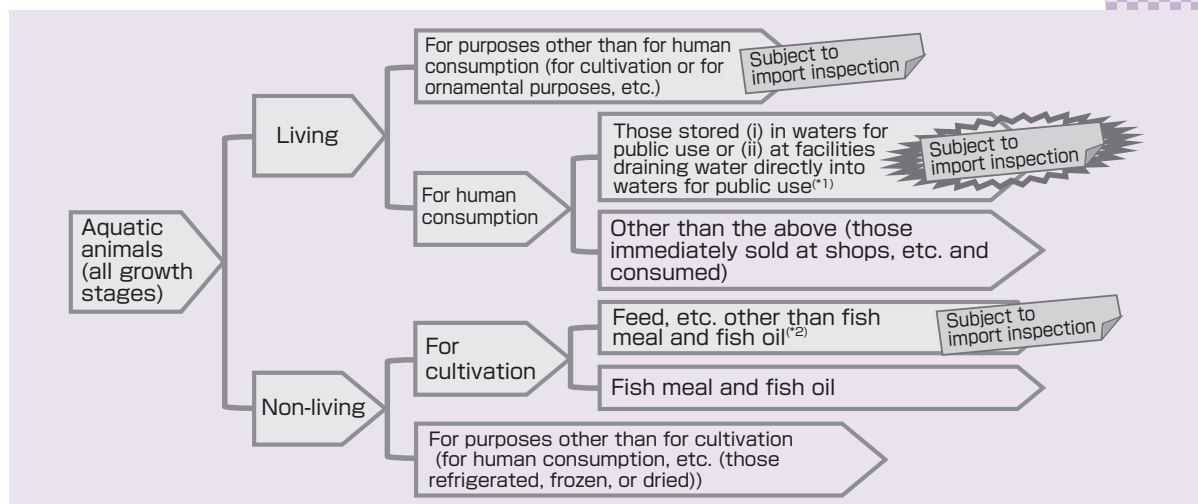 For purposes other than for human
consumption (for cultivation or for
ornamental purposes, etc.)
Subject to
import inspection
Living
Those stored (i) in waters for
public use or (ii) at facilities
draining water directly into
waters for public use(*1)
Subject to
import inspection
For human
consumption
Aquatic
animals
(all growth
stages)
Other than the above (those
immediately sold at shops, etc. and
consumed)
Feed, etc. other than fish
meal and fish oil(*2)
Subject to
import inspection
For
cultivation
Fish meal and fish oil
Non-living
For purposes other than for cultivation
(for human consumption, etc. (those
refrigerated, frozen, or dried))